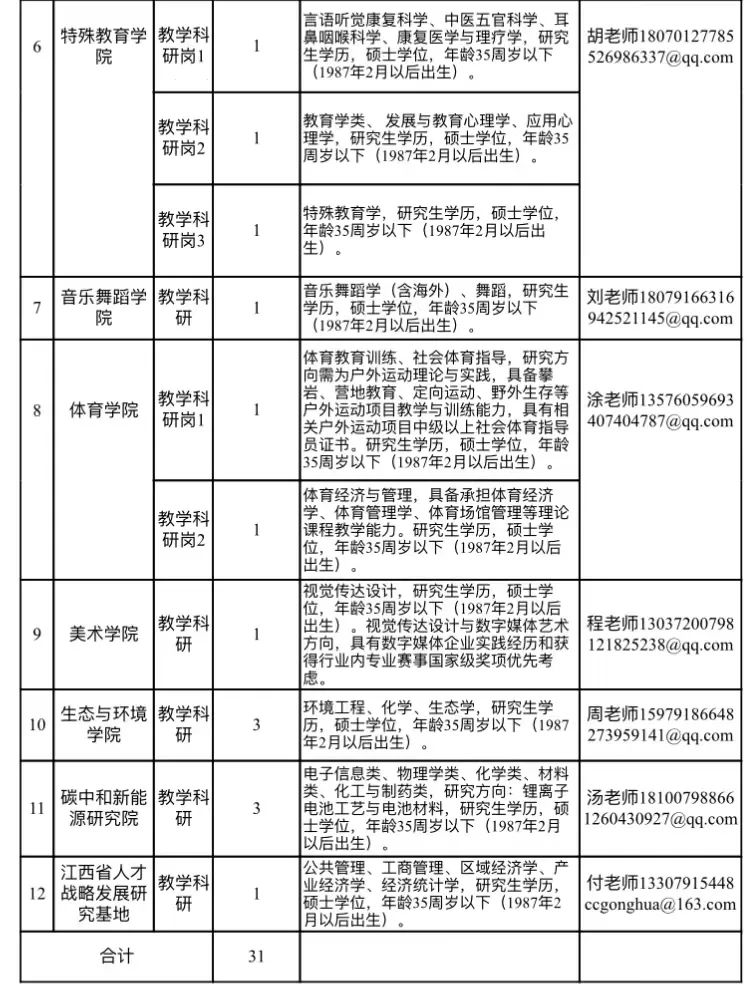 6
特殊教育学
院
教学科
研岗1
1
言语听觉康复科学、中医五官科学、耳
鼻咽喉科学、康复医学与理疗学，研究
生学历，硕士学位，年龄35周岁以下
（1987年2月以后出生）。
胡老师18070127785
526986337@qq.com
教学科
研岗2
1
教育学类、 发展与教育心理学、应用心
理学，研究生学历，硕士学位，年龄35
周岁以下（1987年2月以后出生）。
教学科
研岗3
1
特殊教育学，研究生学历，硕士学位，
年龄35周岁以下（1987年2月以后出
生）。
7
音乐舞蹈学
院
教学科
研
1
音乐舞蹈学（含海外）、舞蹈，研究生
学历，硕士学位，年龄35周岁以下
（1987年2月以后出生）。
刘老师18079166316
942521145@qq.com
8
体育学院
教学科
研岗1
1
体育教育训练、社会体育指导，研究方
向需为户外运动理论与实践，具备攀
岩、营地教育、定向运动、野外生存等
户外运动项目教学与训练能力，具有相
关户外运动项目中级以上社会体育指导
员证书。研究生学历，硕士学位，年龄
35周岁以下（1987年2月以后出生）。
涂老师13576059693
407404787@qq.com
教学科
研岗2
1
体育经济与管理，具备承担体育经济
学、体育管理学、体育场馆管理等理论
课程教学能力。研究生学历，硕士学
位，年龄35周岁以下（1987年2月以后
出生）。
9
美术学院
教学科
研
1
视觉传达设计，研究生学历，硕士学
位，年龄35周岁以下（1987年2月以后
出生）。视觉传达设计与数字媒体艺术
方向，具有数字媒体企业实践经历和获
得行业内专业赛事国家级奖项优先考
虑。
程老师13037200798
121825238@qq.com
10
生态与环境
学院
教学科
研
3
环境工程、化学、生态学，研究生学
历，硕士学位，年龄35周岁以下（1987
年2月以后出生）。
周老师15979186648
273959141@qq.com
11
碳中和新能
源研究院
教学科
研
3
电子信息类、物理学类、化学类、材料
类、化工与制药类，研究方向：锂离子
电池工艺与电池材料，研究生学历，硕
士学位，年龄35周岁以下（1987年2月
以后出生）。
汤老师18100798866
1260430927@qq.com
12
江西省人才
战略发展研
究基地
教学科
研
1
公共管理、工商管理、区域经济学、产
业经济学、经济统计学，研究生学历，
硕士学位，年龄35周岁以下（1987年2
月以后出生）。
付老师13307915448
ccgonghua@163.com
合计
31